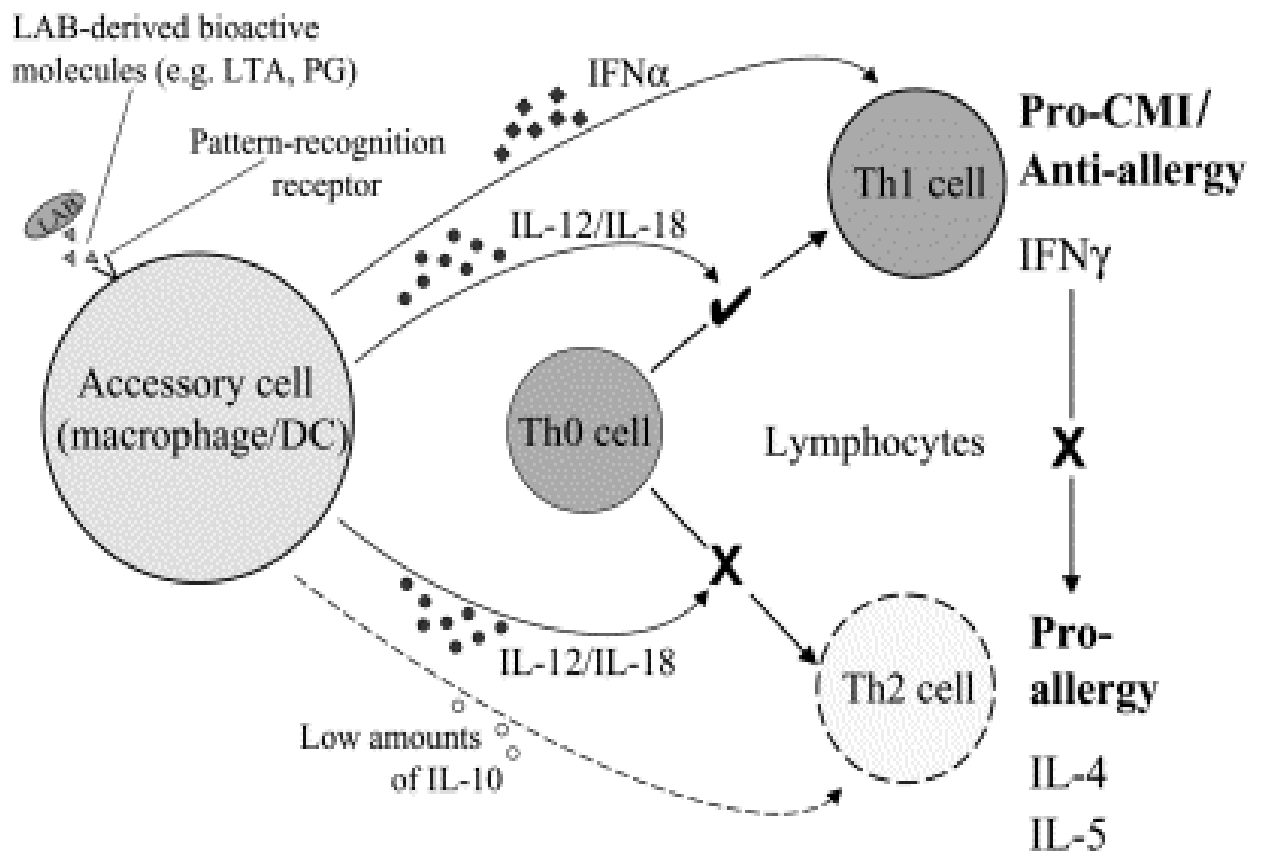 LAB-derived bioactive
molecules (e.g. LTA, PG)
IFNα
Pattern-recognition
receptor
LAB
IL-12/IL-18
Th1 cell
Pro-CMI/
Anti-allergy
IFNγ
Accessory cell
(macrophage/DC)
Th0 cell
Lymphocytes
X
X
IL-12/IL-18
Low amounts
of IL-10
Th2 cell
Pro-
allergy
IL-4
IL-5